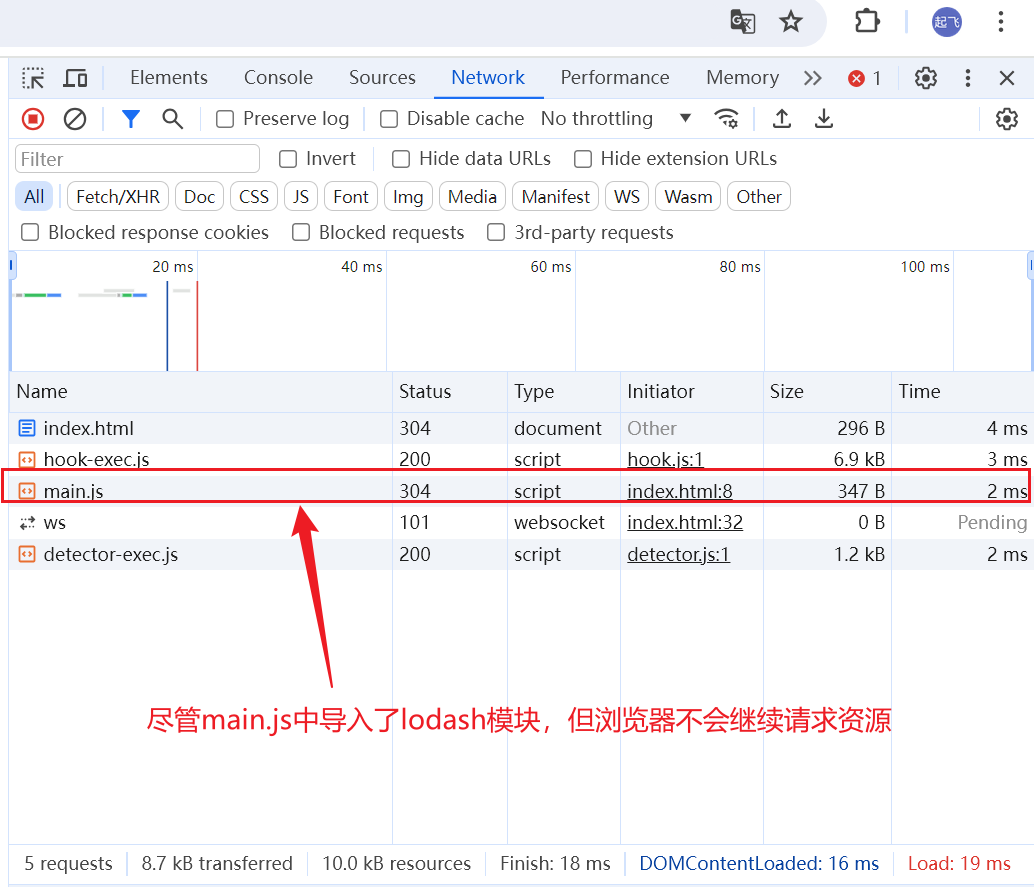 起飞
Elements Console Sources Network Performance Memory 1
Preserve log Disable cache No throttling
Filter Invert Hide data URLs Hide extension URLs
All Fetch/XHR Doc CSS JS Font Img Media Manifest WS Wasm Other
Blocked response cookies Blocked requests 3rd-party requests
20 ms 40 ms 60 ms 80 ms 100 ms
Name Status Type Initiator Size Time
index.html 304 document Other 296 B 4 ms
hook-exec.js 200 script hook.js:1 6.9 kB 3 ms
main.js 304 script index.html:8 347 B 2 ms
ws 101 websocket index.html:32 0 B Pending
detector-exec.js 200 script detector.js:1 1.2 kB 2 ms
尽管main.js中导入了lodash模块，但浏览器不会继续请求资源
5 requests 8.7 kB transferred 10.0 kB resources Finish: 18 ms DOMContentLoaded: 16 ms Load: 19 ms